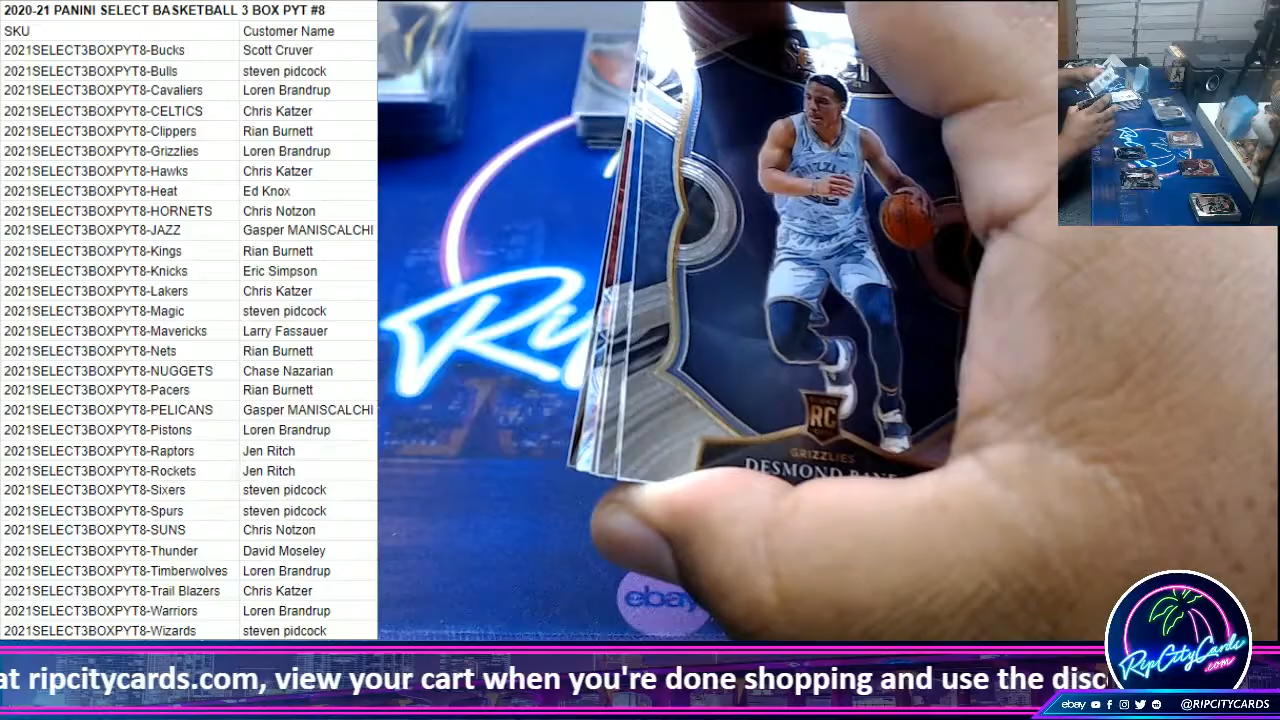 2020-21 PANINI SELECT BASKETBALL 3 BOX PYT #8
SKU Customer Name
2021SELECT3BOXPYT8-Bucks Scott Cruver
2021SELECT3BOXPYT8-Bulls steven pidcock
2021SELECT3BOXPYT8-Cavaliers Loren Brandrup
2021SELECT3BOXPYT8-CELTICS Chris Katzer
2021SELECT3BOXPYT8-Clippers Rian Burnett
2021SELECT3BOXPYT8-Grizzlies Loren Brandrup
2021SELECT3BOXPYT8-Hawks Chris Katzer
2021SELECT3BOXPYT8-Heat Ed Knox
2021SELECT3BOXPYT8-HORNETS Chris Notzon
2021SELECT3BOXPYT8-JAZZ Gasper MANISCALCHI
2021SELECT3BOXPYT8-Kings Rian Burnett
2021SELECT3BOXPYT8-Knicks Eric Simpson
2021SELECT3BOXPYT8-Lakers Chris Katzer
2021SELECT3BOXPYT8-Magic steven pidcock
2021SELECT3BOXPYT8-Mavericks Larry Fassauer
2021SELECT3BOXPYT8-Nets Rian Burnett
2021SELECT3BOXPYT8-NUGGETS Chase Nazarian
2021SELECT3BOXPYT8-Pacers Rian Burnett
2021SELECT3BOXPYT8-PELICANS Gasper MANISCALCHI
2021SELECT3BOXPYT8-Pistons Loren Brandrup
2021SELECT3BOXPYT8-Raptors Jen Ritch
2021SELECT3BOXPYT8-Rockets Jen Ritch
2021SELECT3BOXPYT8-Sixers steven pidcock
2021SELECT3BOXPYT8-Spurs steven pidcock
2021SELECT3BOXPYT8-SUNS Chris Notzon
2021SELECT3BOXPYT8-Thunder David Moseley
2021SELECT3BOXPYT8-Timberwolves Loren Brandrup
2021SELECT3BOXPYT8-Trail Blazers Chris Katzer
2021SELECT3BOXPYT8-Warriors Loren Brandrup
2021SELECT3BOXPYT8-Wizards steven pidcock
RC
GRIZZLIES
DESMOND BANE
ebay
RipCityCards
.com
at ripcitycards.com, view your cart when you're done shopping and use the disc
ebay @RIPCITYCARDS